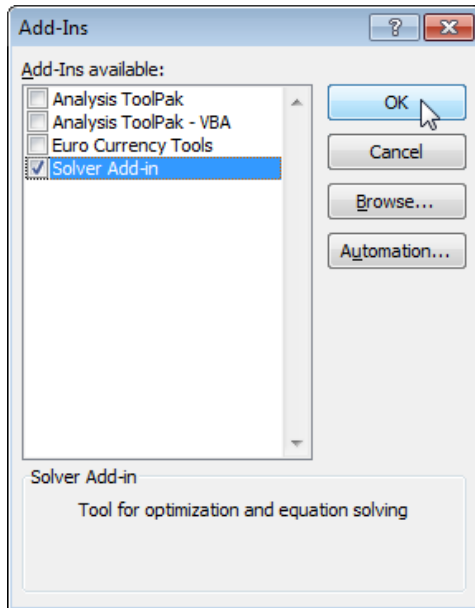 Add-Ins
Add-Ins available:
Analysis ToolPak
Analysis ToolPak - VBA
Euro Currency Tools
Solver Add-in
OK
Cancel
Browse...
Automation...
Solver Add-in
Tool for optimization and equation solving